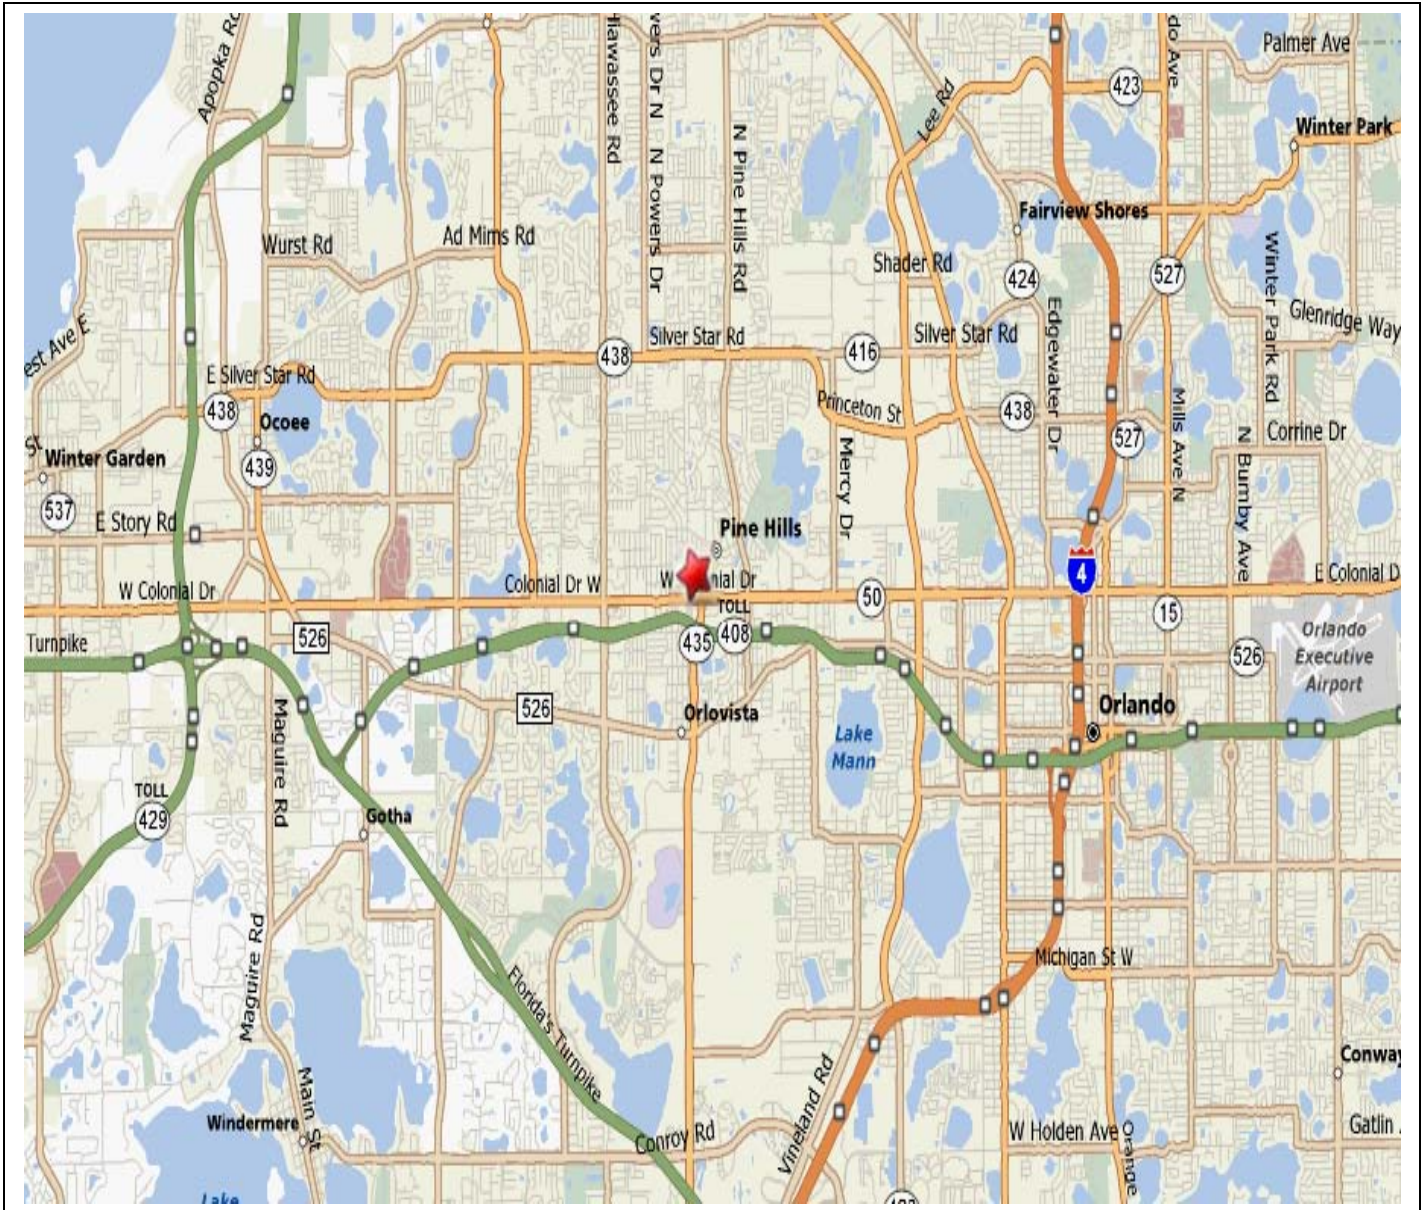 Apopka Rd
Hiawassee Rd
N Powers Dr
N Pine Hills Rd
Lee Rd
423
Palmer Ave
Winter Park
Fairview Shores
Wurst Rd
Ad Mims Rd
Shader Rd
424
527
Winter Park Rd
Glenridge Way
Edgewater Dr
Silver Star Rd
438
416
Silver Star Rd
E Silver Star Rd
438
Ocoee
Princeton St
438
Mills Ave N
527
Corrine Dr
N Bumby Ave
St
Winter Garden
439
Mercy Dr
537
E Story Rd
Pine Hills
W Colonial Dr
Colonial Dr W
nial Dr
4
E Colonial D
50
TOLL
408
435
15
Turnpike
526
526
Orlando
Executive
Airport
526
Orlovista
Orlando
Lake
Mann
Maguire Rd
TOLL
429
Gotha
Maguire Rd
Michigan St W
Florida's Turnpike
Vineland Rd
Conway
Main St
Windermere
Conroy Rd
W Holden Ave
Orange
Gatlin
Lake